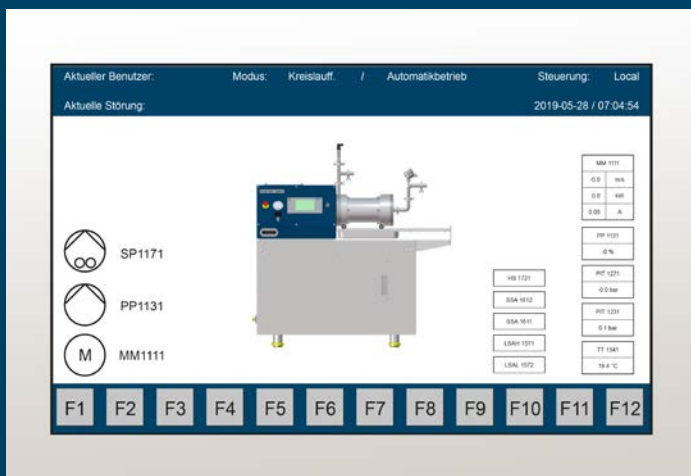 Aktueller Benutzer: Modus: Kreislauff. / Automatikbetrieb Steuerung: Local
Aktuelle Störung: 2019-05-28 / 07:04:54
MM 1111
-0.0 m/s
0.0 kW
0.00 A
PP 1131
-0 %
PIT 1271
-0.0 bar
PIT 1231
0.1 bar
TT 1341
19.4 °C
HS 1721
SSA 1612
SSA 1611
LSAH 1571
LSAL 1572
SP1171
PP1131
M MM1111
F1 F2 F3 F4 F5 F6 F7 F8 F9 F10 F11 F12